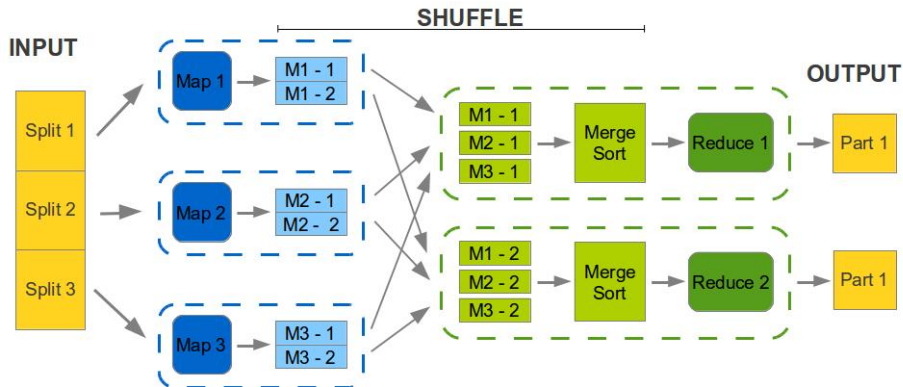 SHUFFLE
INPUT
OUTPUT
Split 1
Split 2
Split 3
Map 1
M1 - 1
M1 - 2
Map 2
M2 - 1
M2 -  2
Map 3
M3 - 1
M3 - 2
M1 - 1
M2 - 1
M3 - 1
Merge
Sort
Reduce 1
Part 1
M1 - 2
M2 - 2
M3 - 2
Merge
Sort
Reduce 2
Part 1